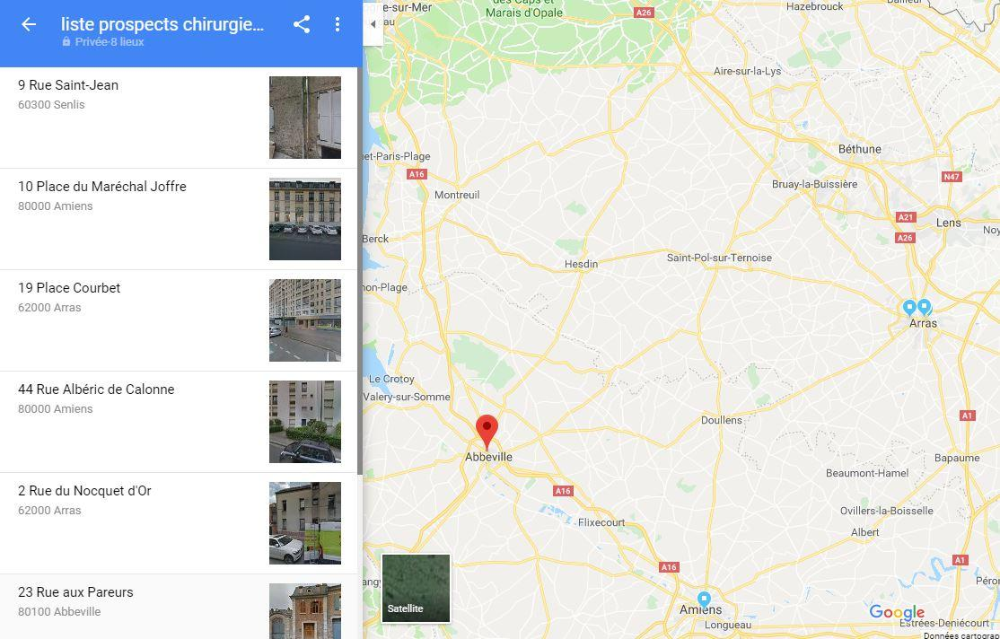 liste prospects chirurgie...
Privée·8 lieux
9 Rue Saint-Jean
60300 Senlis
10 Place du Maréchal Joffre
80000 Amiens
19 Place Courbet
62000 Arras
44 Rue Albéric de Calonne
80000 Amiens
2 Rue du Nocquet d'Or
62000 Arras
23 Rue aux Pareurs
80100 Abbeville
ogne-sur-Mer
Marais d'Opale
A26
Hazebrouck
Aire-sur-la-Lys
Béthune
uet-Paris-Plage
A16
N47
Bruay-la-Buissière
Montreuil
A21
Lens
Noy
A26
Berck
Hesdin
Saint-Pol-sur-Ternoise
non-Plage
Arras
Le Crotoy
Valery-sur-Somme
Doullens
A1
Abbeville
Bapaume
Beaumont-Hamel
A16
Ovillers-la-Boisselle
Flixecourt
Albert
A16
A1
Péro
Satellite
Amiens
Google
Longueau
Estrées-Deniécourt
Données cartograp